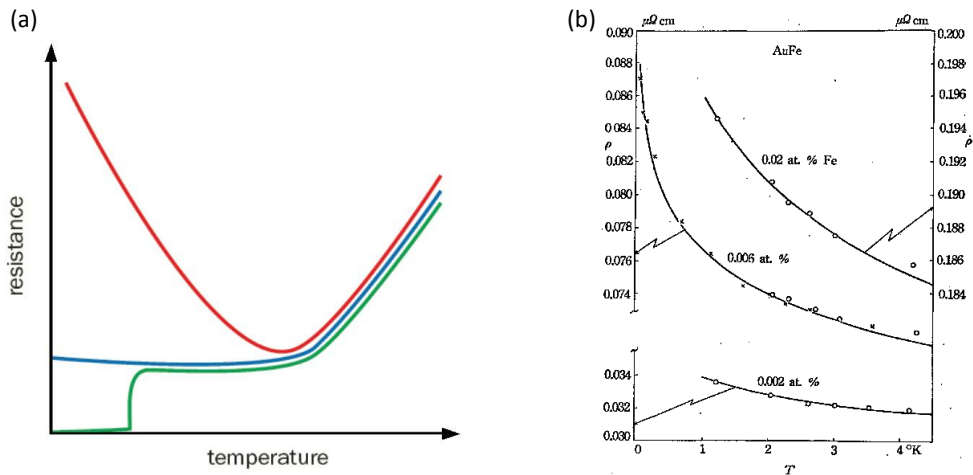 (a)
resistance
temperature
(b)
μΩ cm
μΩ cm
AuFe
0.090
0.088
0.086
0.084
ρ
0.082
0.080
0.078
0.076
0.074
0.034
0.032
0.030
0.200
0.198
0.196
0.194
ρ
0.192
0.190
0.188
0.186
0.184
0.02 at. % Fe
0.006 at. %
0.002 at. %
0 1 2 3 4 °K
T